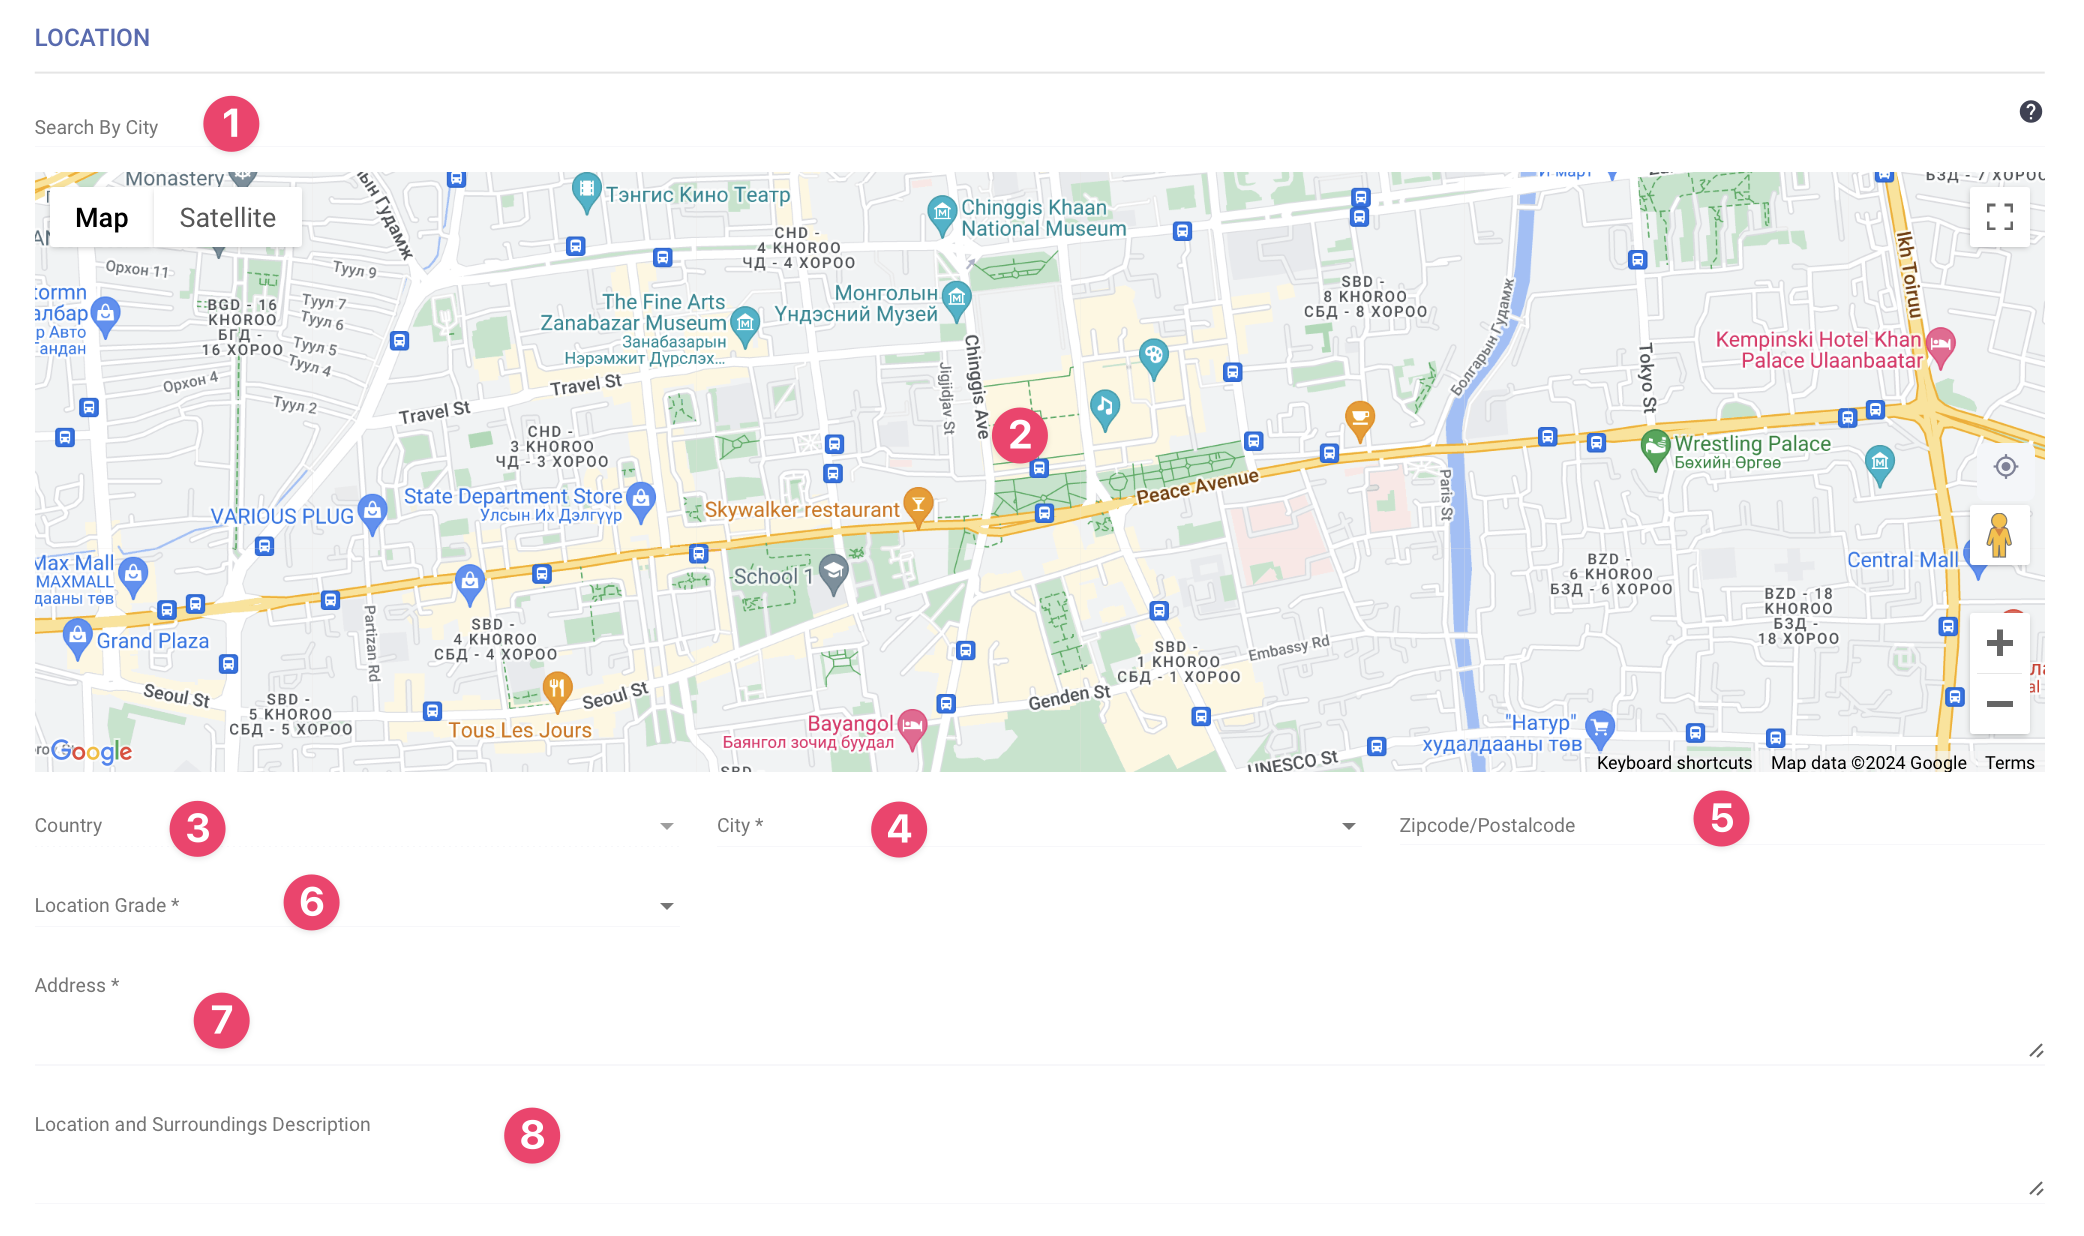 LOCATION
Search By City
1
?
Monastery
Map
Satellite
Тэнгис Кино Театр
Chinggis Khaan
National Museum
CHD -
4 KHOROO
ЧД - 4 ХОРОО
Орхон 11
Туул 9
Ikh Toiruu
BGD - 16
KHOROO
БГД -
16 ХОРОО
Туул 7
Туул 6
Туул 5
Туул 4
Орхон 4
Туул 2
The Fine Arts
Zanabazar Museum
Занабазарын
Нэрэмжит Дүрслэх...
Монголын
Үндэсний Музей
SBD -
8 KHOROO
СБД - 8 ХОРОО
Болгарын Гудамж
Kempinski Hotel Khan
Palace Ulaanbaatar
Tokyo St
Travel St
Travel St
Jigjidjav St
Chinggis Ave
2
CHD -
3 KHOROO
ЧД - 3 ХОРОО
Wrestling Palace
Бөхийн Өргөө
State Department Store
Улсын Их Дэлгүүр
VARIOUS PLUG
Skywalker restaurant
Peace Avenue
Paris St
Max Mall
MAXMALL
School 1
BZD -
6 KHOROO
БЗД - 6 ХОРОО
Central Mall
BZD - 18
KHOROO
БЗД -
18 ХОРОО
Grand Plaza
Partizan Rd
SBD -
4 KHOROO
СБД - 4 ХОРОО
SBD -
1 KHOROO
СБД - 1 ХОРОО
Embassy Rd
Seoul St
SBD -
5 KHOROO
СБД - 5 ХОРОО
Seoul St
Tous Les Jours
Genden St
Bayangol
Баянгол зочид буудал
"Натур"
худалдааны төв
UNESCO St
Google
Keyboard shortcuts
Map data ©2024 Google
Terms
Country
3
City *
4
Zipcode/Postalcode
5
Location Grade *
6
Address *
7
Location and Surroundings Description
8